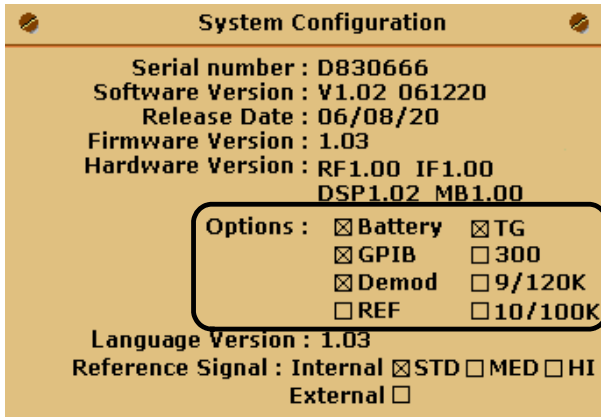 System Configuration
Serial number : D830666
Software Version : V1.02 061220
Release Date : 06/08/20
Firmware Version : 1.03
Hardware Version : RF1.00 IF1.00
DSP1.02 MB1.00
Options : ☒ Battery ☒ TG
☒ GPIB ☐ 300
☒ Demod ☐ 9/120K
☐ REF ☐ 10/100K
Language Version : 1.03
Reference Signal : Internal ☒ STD ☐ MED ☐ HI
External ☐